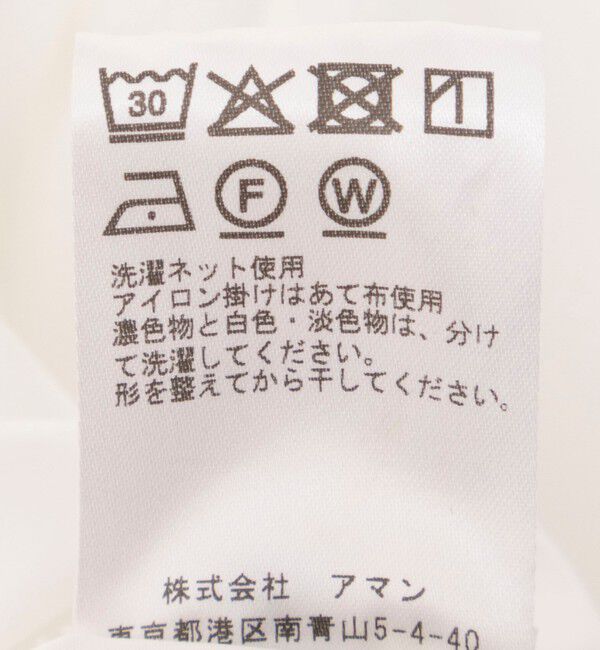 30
F W
洗濯ネット使用
アイロン掛けはあて布使用
濃色物と白色・淡色物は、分け
て洗濯してください。
形を整えてから干してください。
株式会社 アマン
東京都港区南青山5-4-40